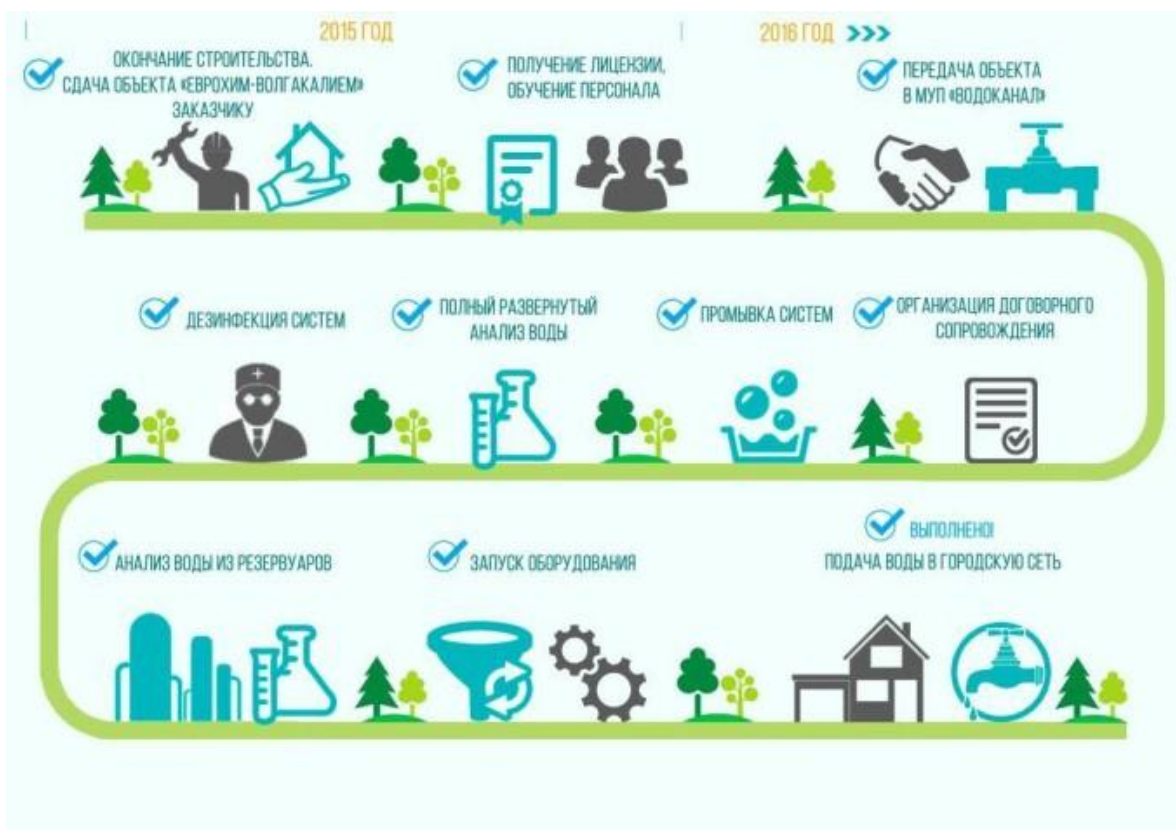 2015 ГОД
2016 ГОД >>>
ОКОНЧАНИЕ СТРОИТЕЛЬСТВА.
СДАЧА ОБЪЕКТА «ЕВРОХИМ-ВОЛГАКАЛИЕМ»
ЗАКАЗЧИКУ
ПОЛУЧЕНИЕ ЛИЦЕНЗИИ,
ОБУЧЕНИЕ ПЕРСОНАЛА
ПЕРЕДАЧА ОБЪЕКТА
В МУП «ВОДОКАНАЛ»
ДЕЗИНФЕКЦИЯ СИСТЕМ
ПОЛНЫЙ РАЗВЕРНУТЫЙ
АНАЛИЗ ВОДЫ
ПРОМЫВКА СИСТЕМ
ОРГАНИЗАЦИЯ ДОГОВОРНОГО
СОПРОВОЖДЕНИЯ
АНАЛИЗ ВОДЫ ИЗ РЕЗЕРВУАРОВ
ЗАПУСК ОБОРУДОВАНИЯ
ВЫПОЛНЕНО!
ПОДАЧА ВОДЫ В ГОРОДСКУЮ СЕТЬ